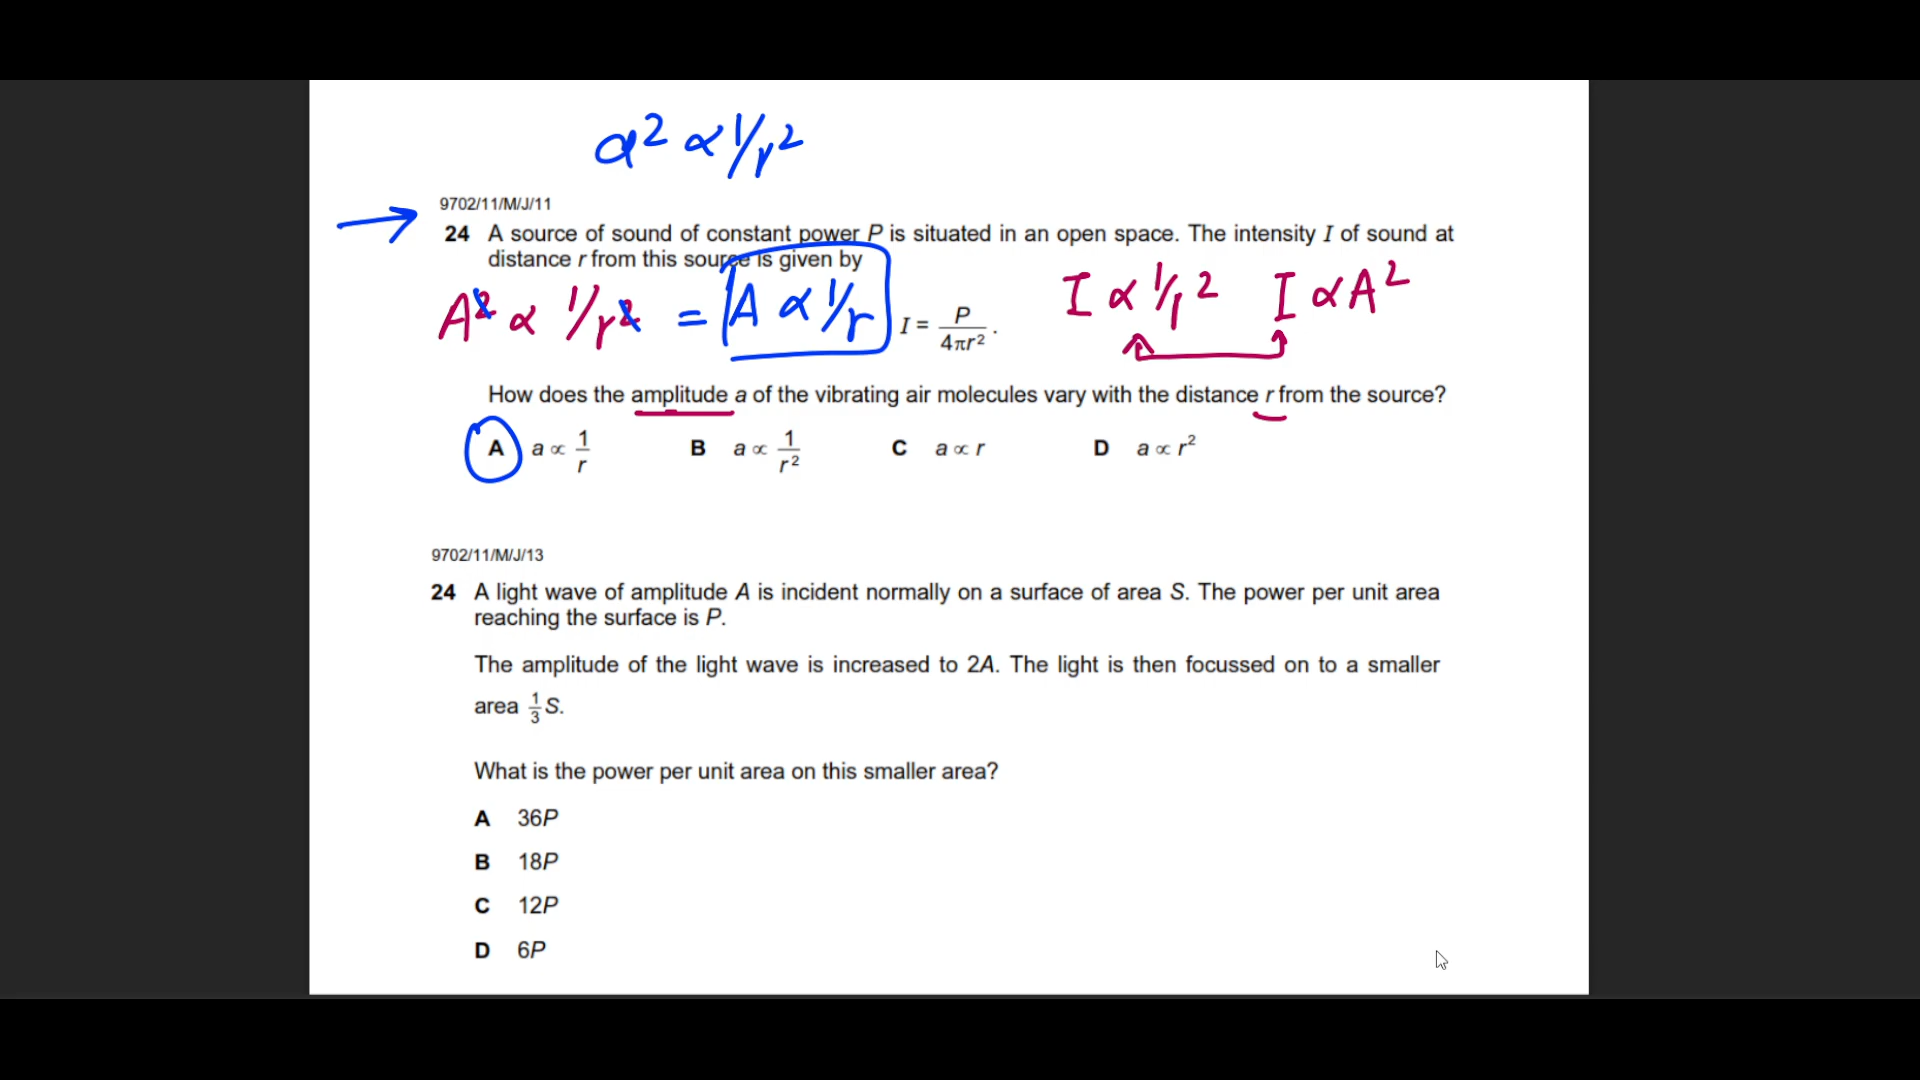 a² ∝ 1/r²
9702/11/M/J/11
24 A source of sound of constant power P is situated in an open space. The intensity I of sound at
distance r from this source is given by
A² ∝ 1/r² = A ∝ 1/r
I = P/4πr².
I ∝ 1/r² I ∝ A²
How does the amplitude a of the vibrating air molecules vary with the distance r from the source?
A a ∝ 1/r B a ∝ 1/r² C a ∝ r D a ∝ r²
9702/11/M/J/13
24 A light wave of amplitude A is incident normally on a surface of area S. The power per unit area
reaching the surface is P.
The amplitude of the light wave is increased to 2A. The light is then focussed on to a smaller
area 1/3 S.
What is the power per unit area on this smaller area?
A 36P
B 18P
C 12P
D 6P